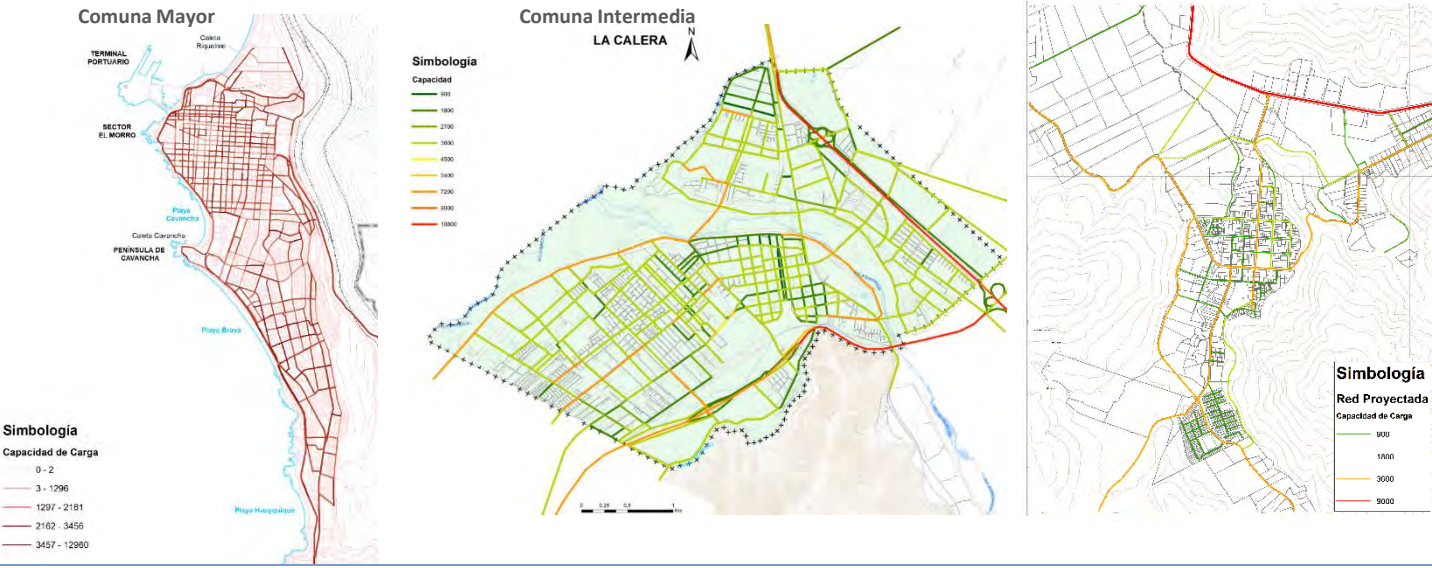 Comuna Mayor
Caleta
Riquelme
TERMINAL
PORTUARIO
SECTOR
EL MORRO
Playa
Cavancha
Caleta Cavancha
PENÍNSULA DE
CAVANCHA
Playa Brava
Playa Huayquique
Simbología
Capacidad de Carga
0 - 2
3 - 1296
1297 - 2161
2162 - 3456
3457 - 12960
Comuna Intermedia
LA CALERA
N
Simbología
Capacidad
900
1800
2700
3600
4500
5400
7200
9000
10800
0 0,25 0,5 1
Km
Simbología
Red Proyectada
Capacidad de Carga
900
1800
3600
9000